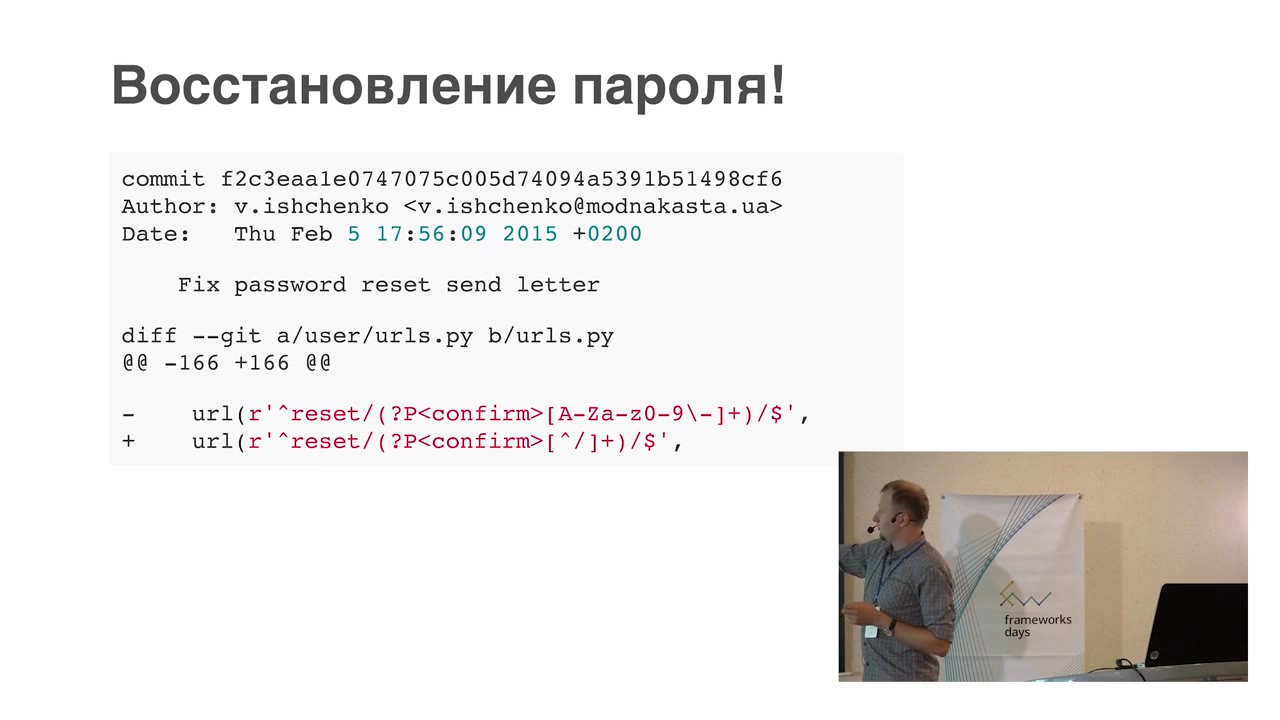 Восстановление пароля!
commit f2c3eaa1e0747075c005d74094a5391b51498cf6
Author: v.ishchenko <v.ishchenko@modnakasta.ua>
Date:   Thu Feb 5 17:56:09 2015 +0200
Fix password reset send letter
diff --git a/user/urls.py b/urls.py
@@ -166 +166 @@
-    url(r'^reset/(?P<confirm>[A-Za-z0-9\-]+)/$',
+    url(r'^reset/(?P<confirm>[^/]+)/$',
frameworks
days